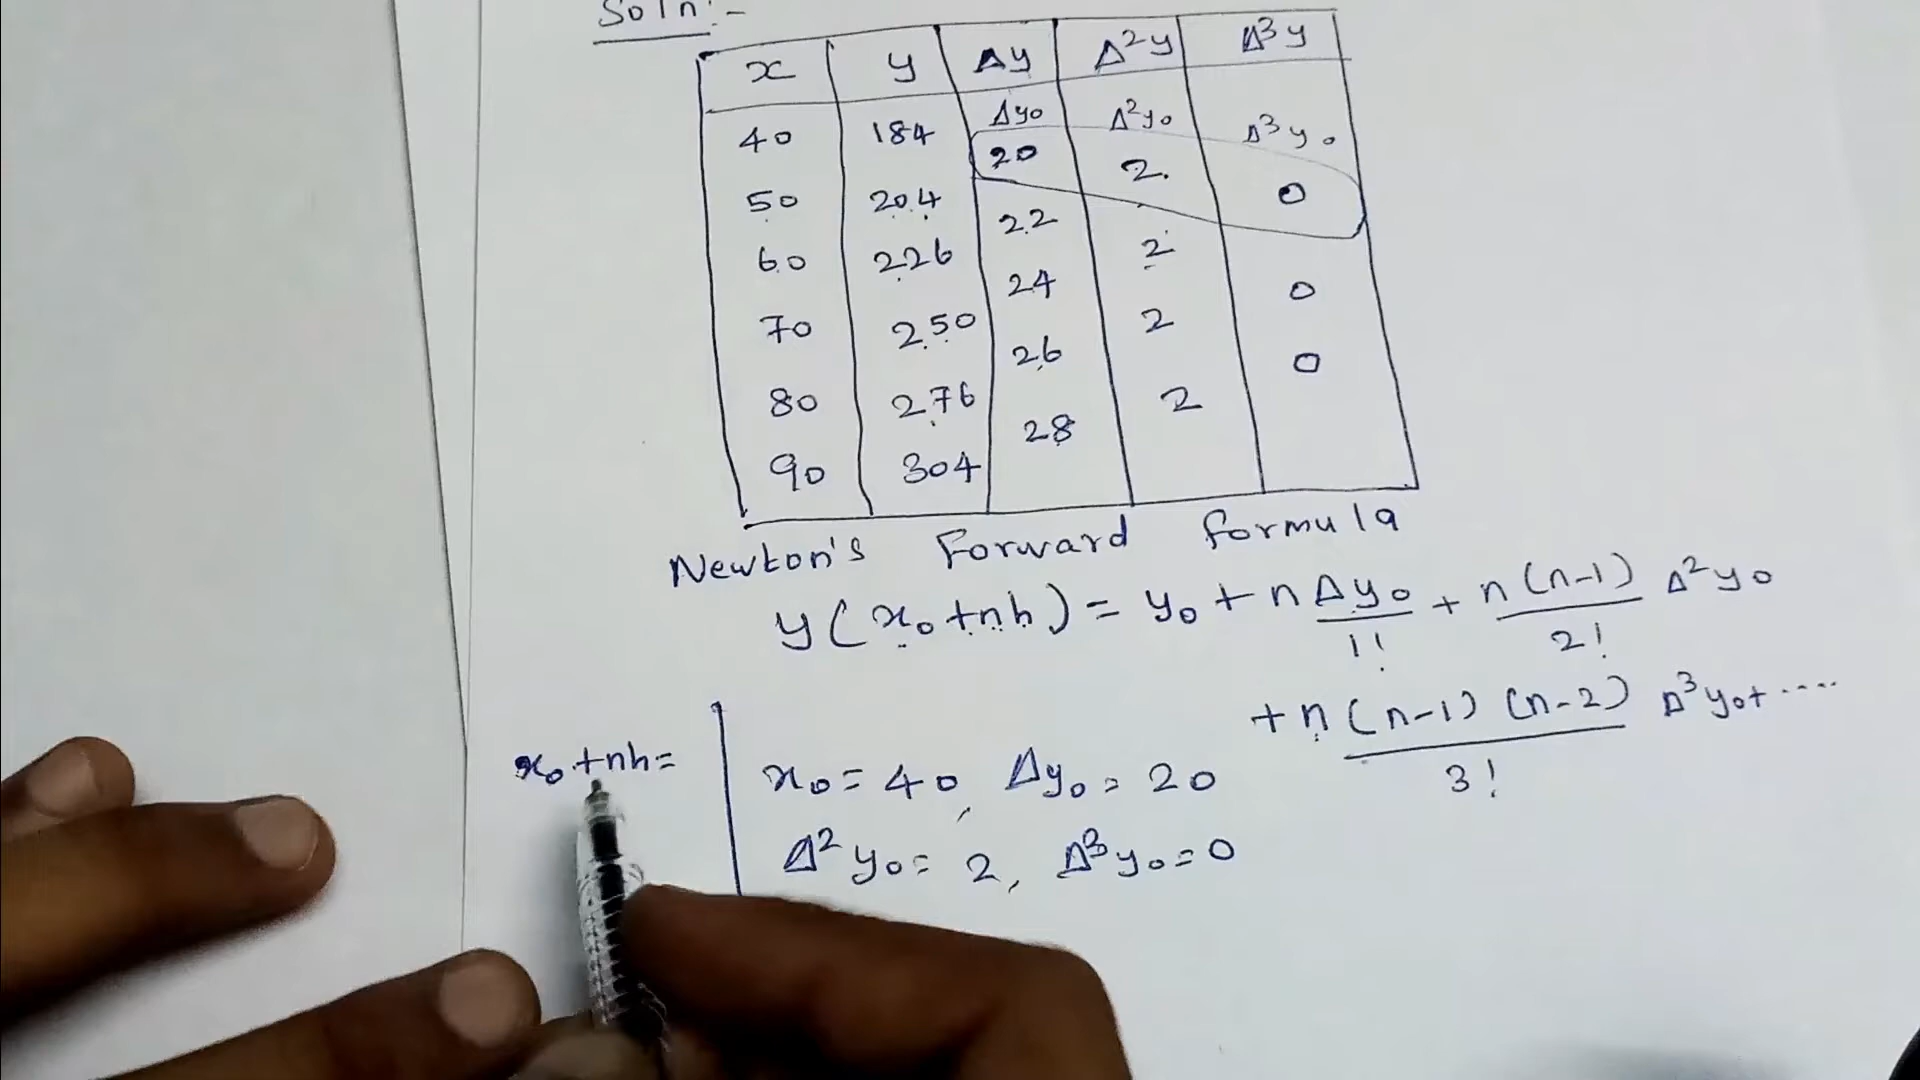 Soln:-
x y Δy Δ²y Δ³y
Δy₀ Δ²y₀ Δ³y₀
40 184
20 2 0
50 204
22 2
60 226
24 0
70 250 2
26 0
80 276 2
28
90 304
Newton's Forward formula
y(x₀+nh) = y₀ + n Δy₀/1! + n(n-1)/2! Δ²y₀
+ n(n-1)(n-2)/3! Δ³y₀+....
x₀+nh=
x₀ = 40, Δy₀ = 20
Δ²y₀ = 2, Δ³y₀ = 0